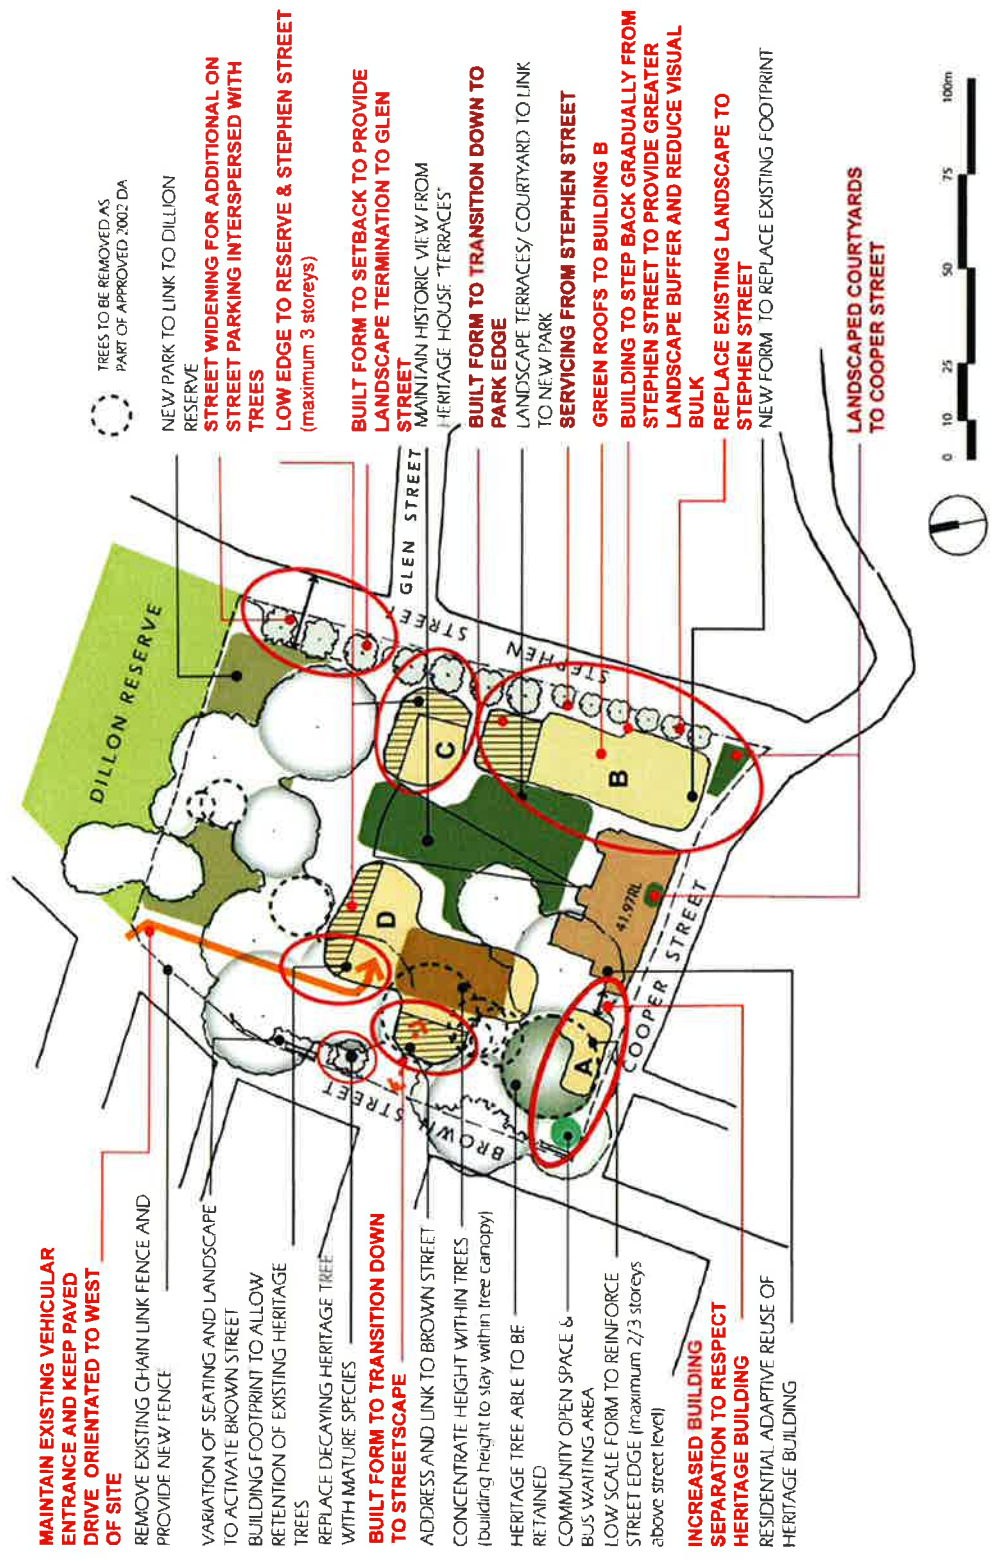 TREES TO BE REMOVED AS
PART OF APPROVED 2002 DA
NEW PARK TO LINK TO DILLION
RESERVE
STREET WIDENING FOR ADDITIONAL ON
STREET PARKING INTERSPERSED WITH
TREES
LOW EDGE TO RESERVE & STEPHEN STREET
(maximum 3 storeys)
BUILT FORM TO SETBACK TO PROVIDE
LANDSCAPE TERMINATION TO GLEN
STREET
MAINTAIN HISTORIC VIEW FROM
HERITAGE HOUSE "TERRACES"
BUILT FORM TO TRANSITION DOWN TO
PARK EDGE
LANDSCAPE TERRACES/ COURTYARD TO LINK
TO NEW PARK
SERVICING FROM STEPHEN STREET
GREEN ROOFS TO BUILDING B
BUILDING TO STEP BACK GRADUALLY FROM
STEPHEN STREET TO PROVIDE GREATER
LANDSCAPE BUFFER AND REDUCE VISUAL
BULK
REPLACE EXISTING LANDSCAPE TO
STEPHEN STREET
NEW FORM TO REPLACE EXISTING FOOTPRINT
LANDSCAPED COURTYARDS
TO COOPER STREET
0 10 25 50 75 100m
DILLON RESERVE
GLEN STREET
STEPHEN STREET
BROWN STREET
COOPER STREET
A
B
C
D
41.97RL
MAINTAIN EXISTING VEHICULAR
ENTRANCE AND KEEP PAVED
DRIVE ORIENTATED TO WEST
OF SITE
REMOVE EXISTING CHAIN LINK FENCE AND
PROVIDE NEW FENCE
VARIATION OF SEATING AND LANDSCAPE
TO ACTIVATE BROWN STREET
BUILDING FOOTPRINT TO ALLOW
RETENTION OF EXISTING HERITAGE
TREES
REPLACE DECAYING HERITAGE TREE
WITH MATURE SPECIES
BUILT FORM TO TRANSITION DOWN
TO STREETSCAPE
ADDRESS AND LINK TO BROWN STREET
CONCENTRATE HEIGHT WITHIN TREES
(building height to stay within tree canopy)
HERITAGE TREE ABLE TO BE
RETAINED
COMMUNITY OPEN SPACE &
BUS WAITING AREA
LOW SCALE FORM TO REINFORCE
STREET EDGE (maximum 2/3 storeys
above street level)
INCREASED BUILDING
SEPARATION TO RESPECT
HERITAGE BUILDING
RESIDENTIAL ADAPTIVE REUSE OF
HERITAGE BUILDING